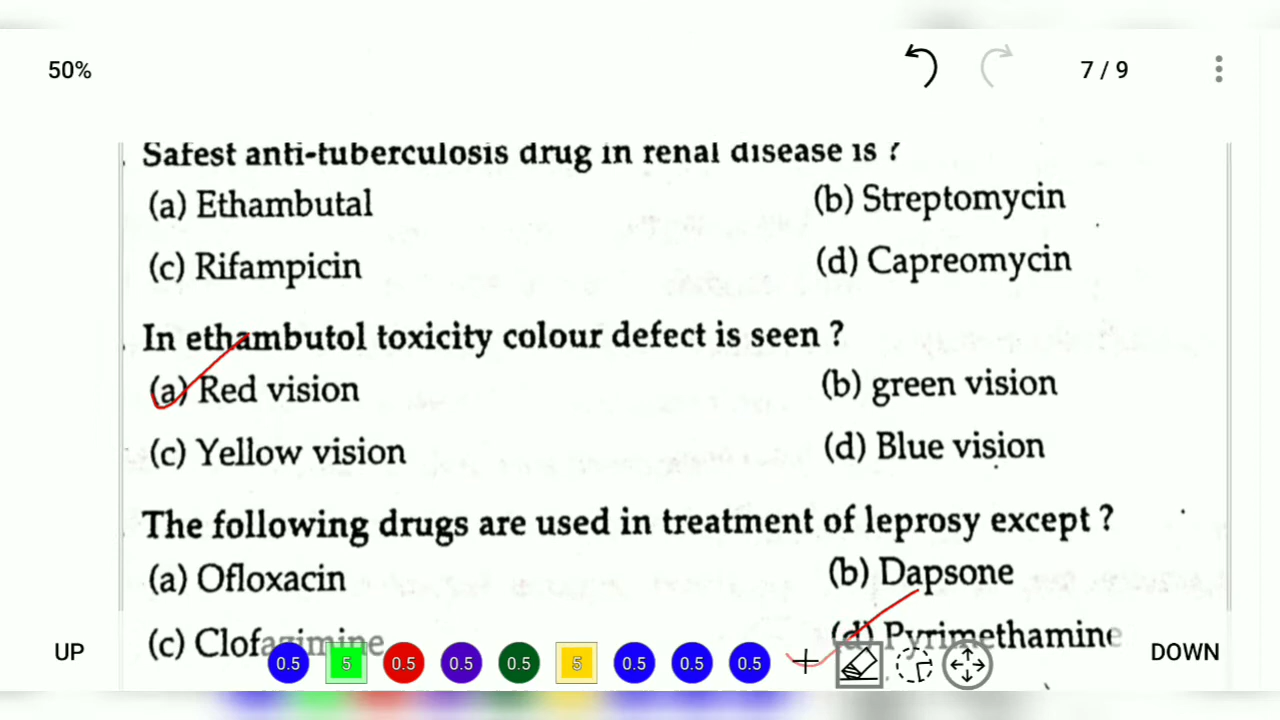 50%
7 / 9
Safest anti-tuberculosis drug in renal disease is ?
(a) Ethambutal
(b) Streptomycin
(c) Rifampicin
(d) Capreomycin
In ethambutol toxicity colour defect is seen ?
(a) Red vision
(b) green vision
(c) Yellow vision
(d) Blue vision
The following drugs are used in treatment of leprosy except ?
(a) Ofloxacin
(b) Dapsone
(c) Clofazimine
(d) Pyrimethamine
UP
0.5 5 0.5 0.5 0.5 5 0.5 0.5 0.5
DOWN